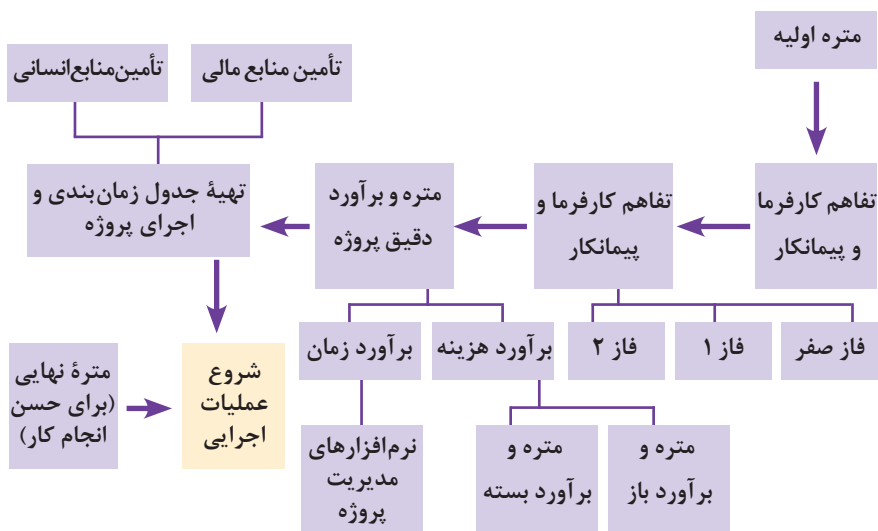 متره اولیه
تأمین منابع مالی
تأمین‌منابع‌انسانی
تفاهم کارفرما
و پیمانکار
تفاهم کارفرما و
پیمانکار
متره و برآورد
دقیق پروژه
تهیۀ جدول زمان‌بندی و
اجرای پروژه
فاز صفر
فاز ۱
فاز ۲
برآورد هزینه
برآورد زمان
شروع
عملیات
اجرایی
مترۀ نهایی
(برای حسن
انجام کار)
متره و
برآورد باز
متره و
برآورد بسته
نرم‌افزارهای
مدیریت
پروژه